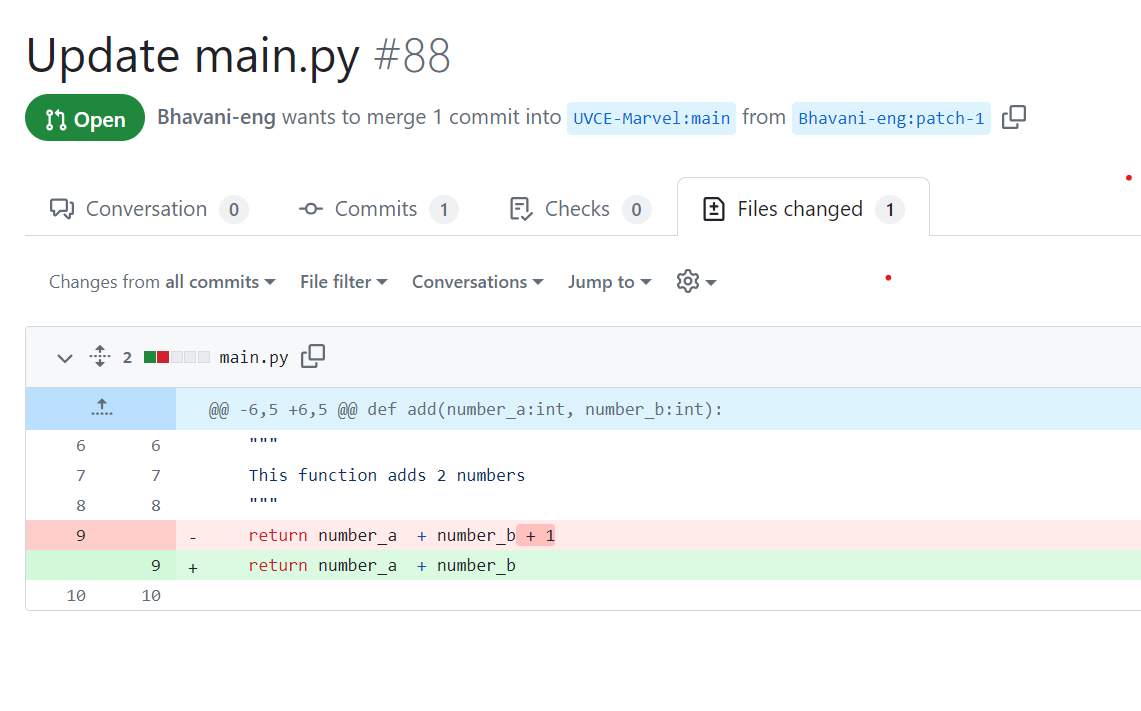 Update main.py #88
Open Bhavani-eng wants to merge 1 commit into UVCE-Marvel:main from Bhavani-eng:patch-1
Conversation 0 Commits 1 Checks 0 Files changed 1
Changes from all commits File filter Conversations Jump to
2 main.py
@@ -6,5 +6,5 @@ def add(number_a:int, number_b:int):
6 6 """
7 7 This function adds 2 numbers
8 8 """
9 - return number_a  + number_b + 1
9 + return number_a  + number_b
10 10